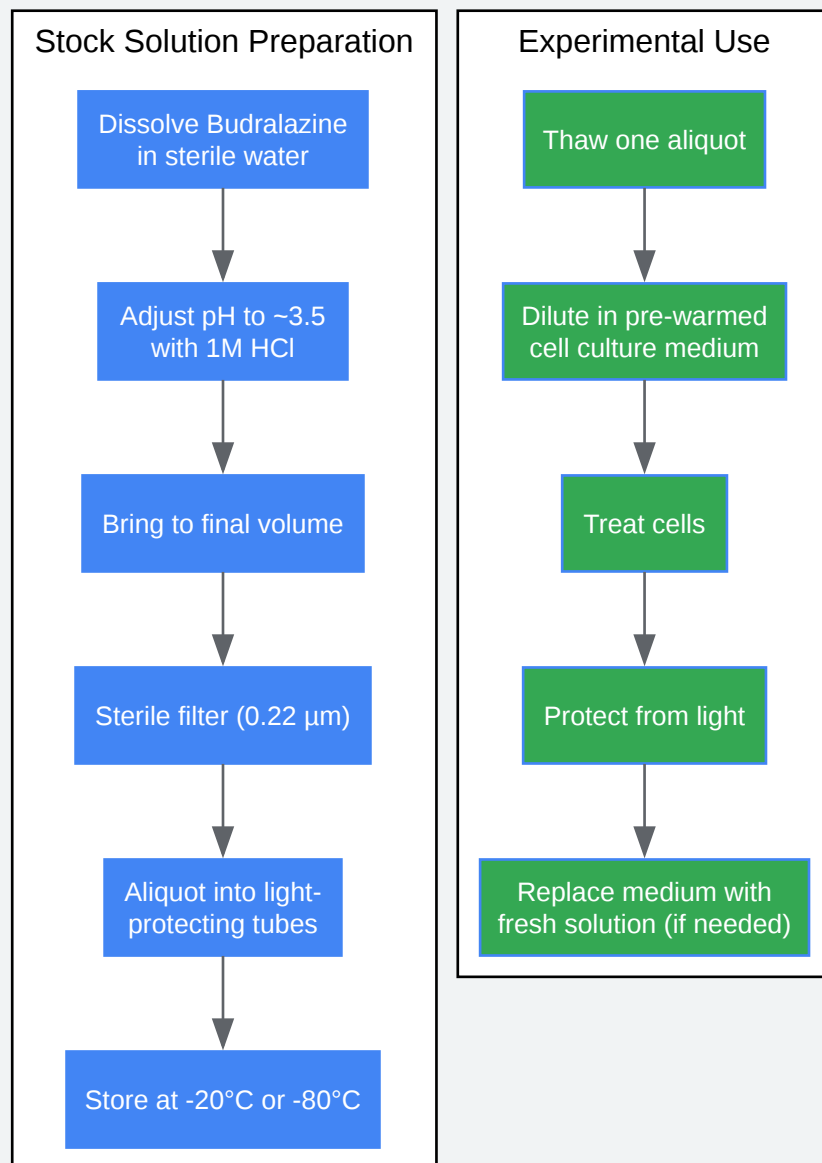 Stock Solution Preparation
Dissolve Budralazine
in sterile water
Adjust pH to ~3.5
with 1M HCl
Bring to final volume
Sterile filter (0.22 µm)
Aliquot into light-
protecting tubes
Store at -20°C or -80°C
Experimental Use
Thaw one aliquot
Dilute in pre-warmed
cell culture medium
Treat cells
Protect from light
Replace medium with
fresh solution (if needed)